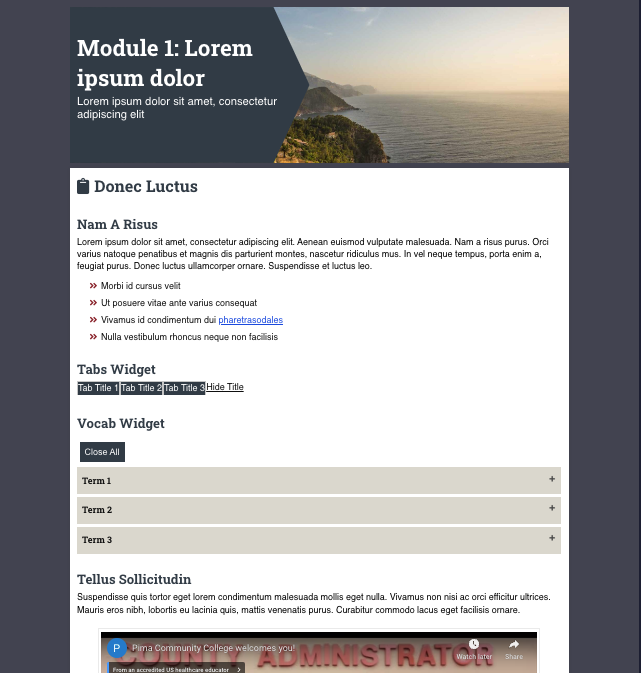 Module 1: Lorem
ipsum dolor
Lorem ipsum dolor sit amet, consectetur
adipiscing elit
Donec Luctus
Nam A Risus
Lorem ipsum dolor sit amet, consectetur adipiscing elit. Aenean euismod vulputate malesuada. Nam a risus purus. Orci
varius natoque penatibus et magnis dis parturient montes, nascetur ridiculus mus. In vel neque tempus, porta enim a,
feugiat purus. Donec luctus ullamcorper ornare. Suspendisse et luctus leo.
Morbi id cursus velit
Ut posuere vitae ante varius consequat
Vivamus id condimentum dui pharetrasodales
Nulla vestibulum rhoncus neque non facilisis
Tabs Widget
Tab Title 1 Tab Title 2 Tab Title 3 Hide Title
Vocab Widget
Close All
Term 1 +
Term 2 +
Term 3 +
Tellus Sollicitudin
Suspendisse quis tortor eget lorem condimentum malesuada mollis eget nulla. Vivamus non nisi ac orci efficitur ultrices.
Mauris eros nibh, lobortis eu lacinia quis, mattis venenatis purus. Curabitur commodo lacus eget facilisis ornare.
P Pima Community College welcomes you!
COUNTY ADMINISTRATOR
Watch later Share
From an accredited US healthcare educator